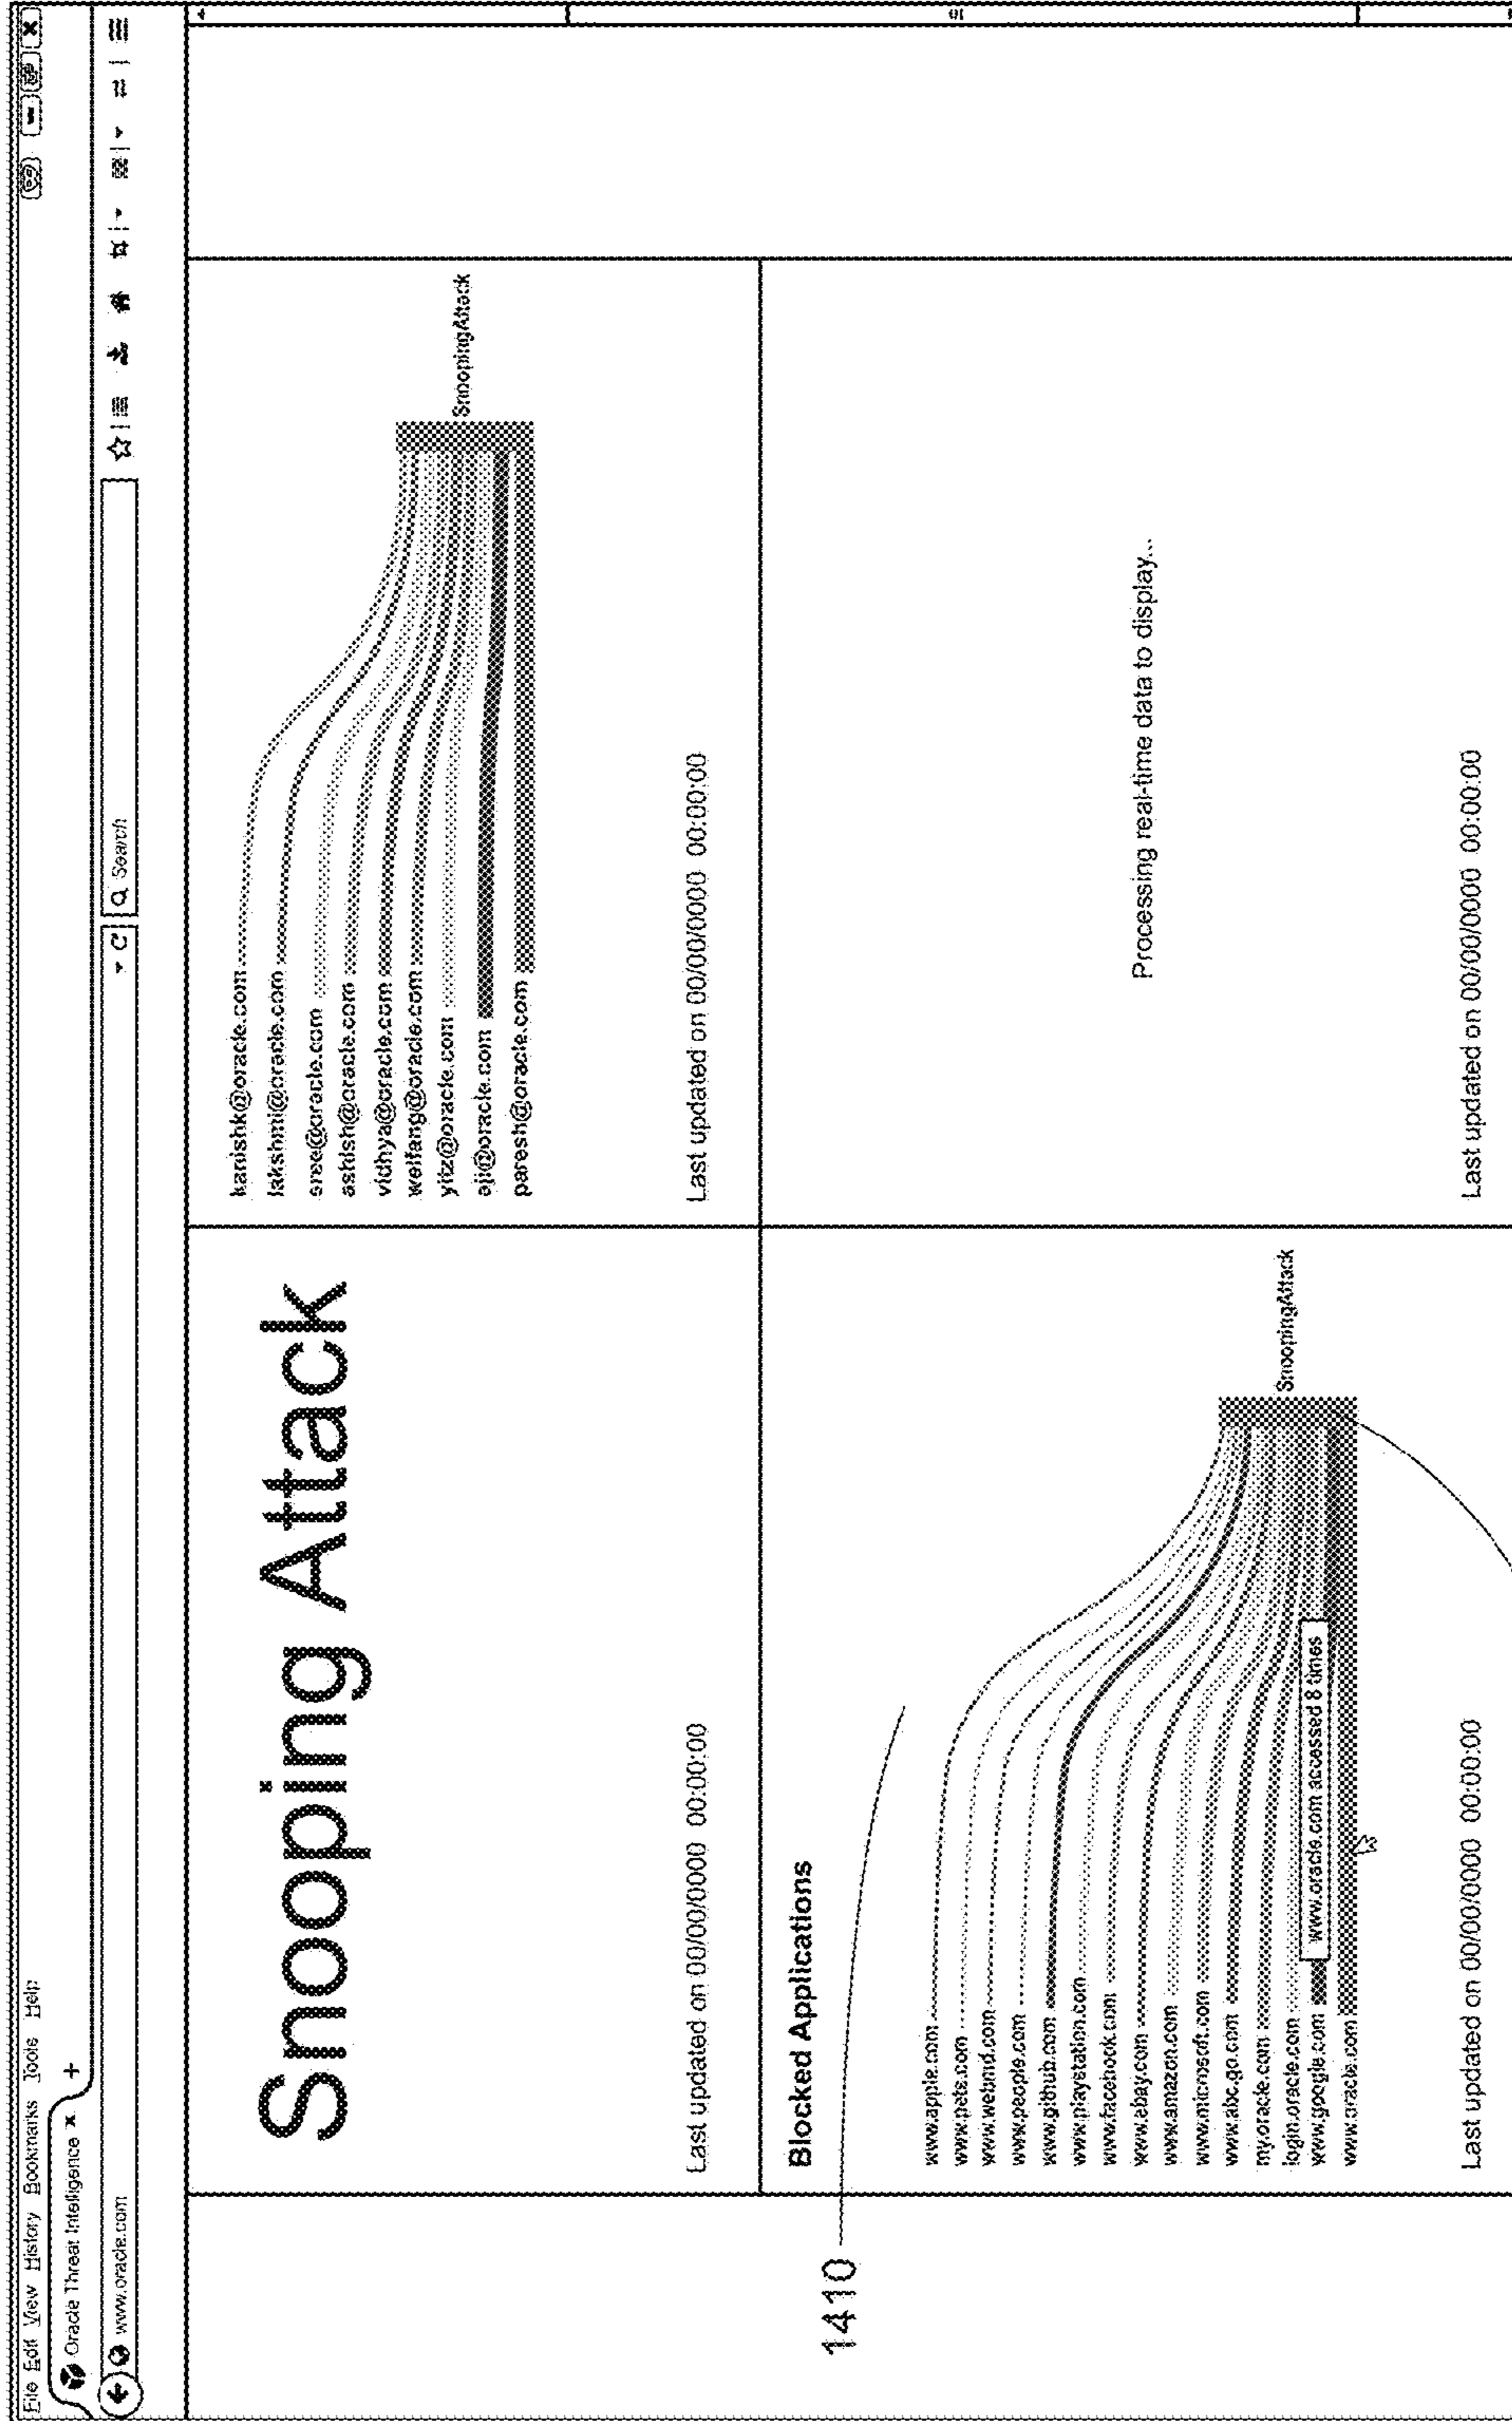 File Edit View History Bookmarks Tools Help
Oracle Threat Intelligence x +
www.oracle.com
Search
Snooping Attack
Last updated on 00/00/0000 00:00:00
kanishk@oracle.com
lakshmi@oracle.com
sree@oracle.com
ashish@oracle.com
vidhya@oracle.com
weifang@oracle.com
yitz@oracle.com
aji@oracle.com
paresh@oracle.com
SnoopingAttack
Last updated on 00/00/0000 00:00:00
1410
Blocked Applications
www.apple.com
www.pets.com
www.webmd.com
www.people.com
www.github.com
www.playstation.com
www.facebook.com
www.ebay.com
www.amazon.com
www.microsoft.com
www.abc.go.com
my.oracle.com
login.oracle.com
www.google.com
www.oracle.com
www.oracle.com accessed 8 times
SnoopingAttack
Last updated on 00/00/0000 00:00:00
Processing real-time data to display...
Last updated on 00/00/0000 00:00:00